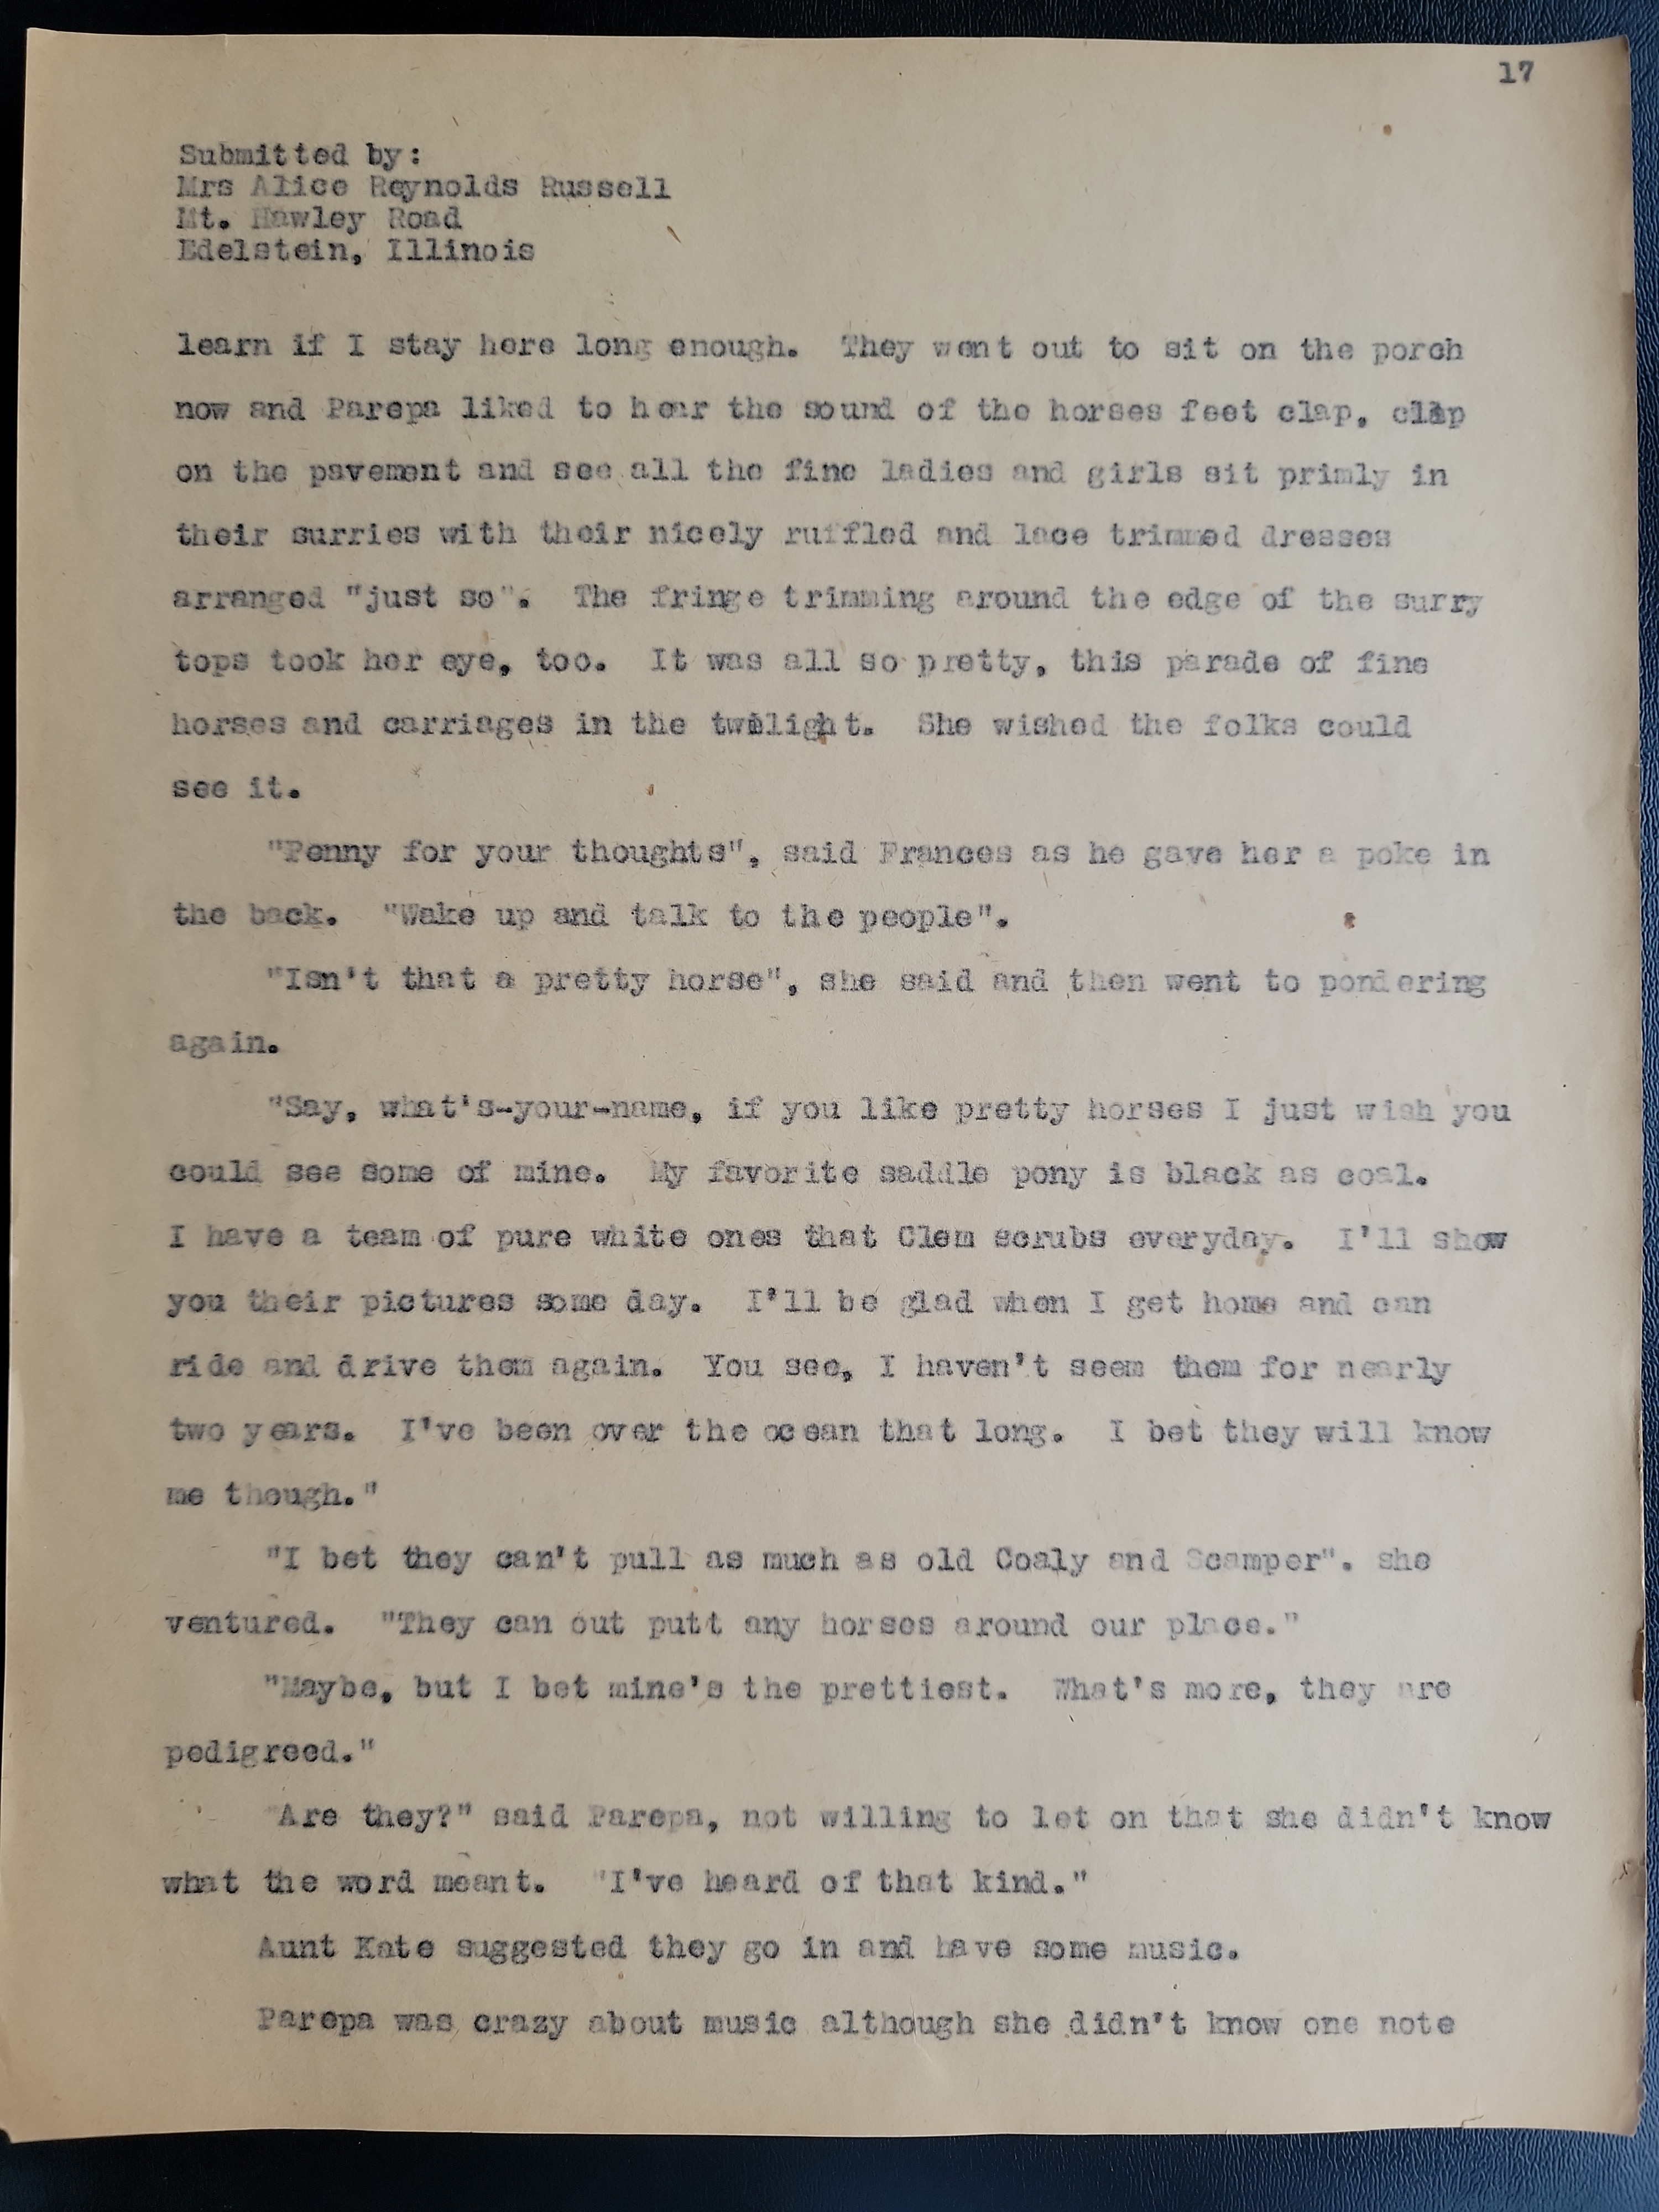 17
Submitted by:
Mrs Alice Reynolds Russell
Mt. Hawley Road
Edelstein, Illinois
learn if I stay here long enough.  They went out to sit on the porch
now and Parepa liked to hear the sound of the horses feet clap, clap
on the pavement and see all the fine ladies and girls sit primly in
their surries with their nicely ruffled and lace trimmed dresses
arranged "just so".  The fringe trimming around the edge of the surry
tops took her eye, too.  It was all so pretty, this parade of fine
horses and carriages in the twilight.  She wished the folks could
see it.
"Penny for your thoughts", said Frances as he gave her a poke in
the back.  "Wake up and talk to the people".
"Isn't that a pretty horse", she said and then went to pondering
again.
"Say, what's-your-name, if you like pretty horses I just wish you
could see some of mine.  My favorite saddle pony is black as coal.
I have a team of pure white ones that Clem scrubs everyday.  I'll show
you their pictures some day.  I'll be glad when I get home and can
ride and drive them again.  You see, I haven't seem them for nearly
two years.  I've been over the ocean that long.  I bet they will know
me though."
"I bet they can't pull as much as old Coaly and Scamper". she
ventured.  "They can out putt any horses around our place."
"Maybe, but I bet mine's the prettiest.  What's more, they are
pedigreed."
"Are they?" said Parepa, not willing to let on that she didn't know
what the word meant.  "I've heard of that kind."
Aunt Kate suggested they go in and have some music.
Parepa was crazy about music although she didn't know one note